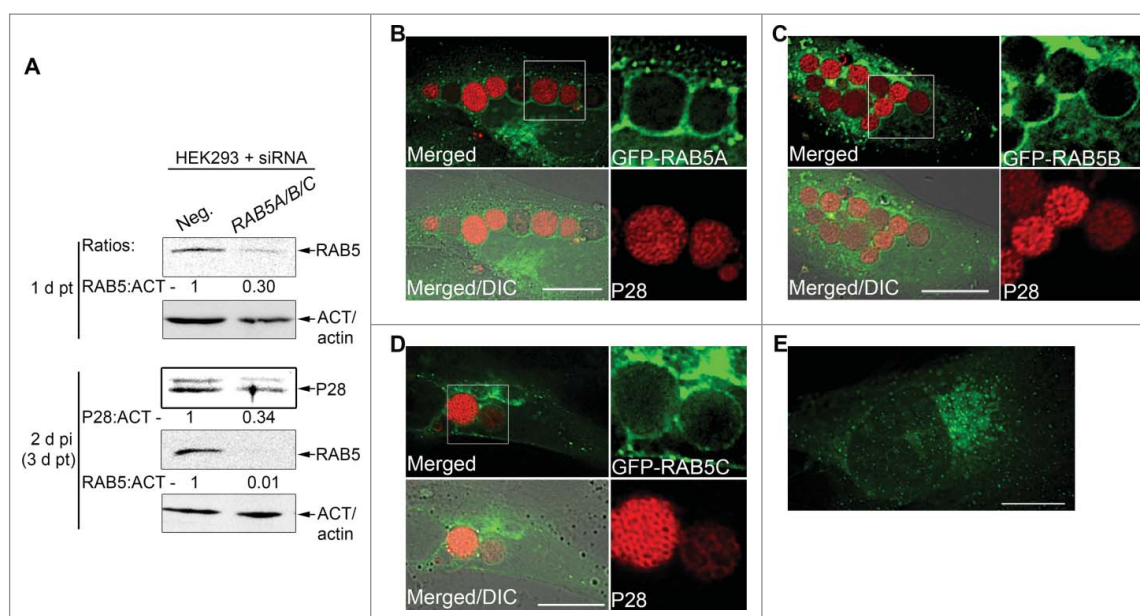 A
HEK293 + siRNA
Neg. RAB5A/B/C
Ratios:
RAB5
1 d pt
RAB5:ACT - 1 0.30
ACT/
actin
P28
P28:ACT - 1 0.34
2 d pi
(3 d pt)
RAB5
RAB5:ACT - 1 0.01
ACT/
actin
B
Merged
GFP-RAB5A
Merged/DIC
P28
C
Merged
GFP-RAB5B
Merged/DIC
P28
D
Merged
GFP-RAB5C
Merged/DIC
P28
E